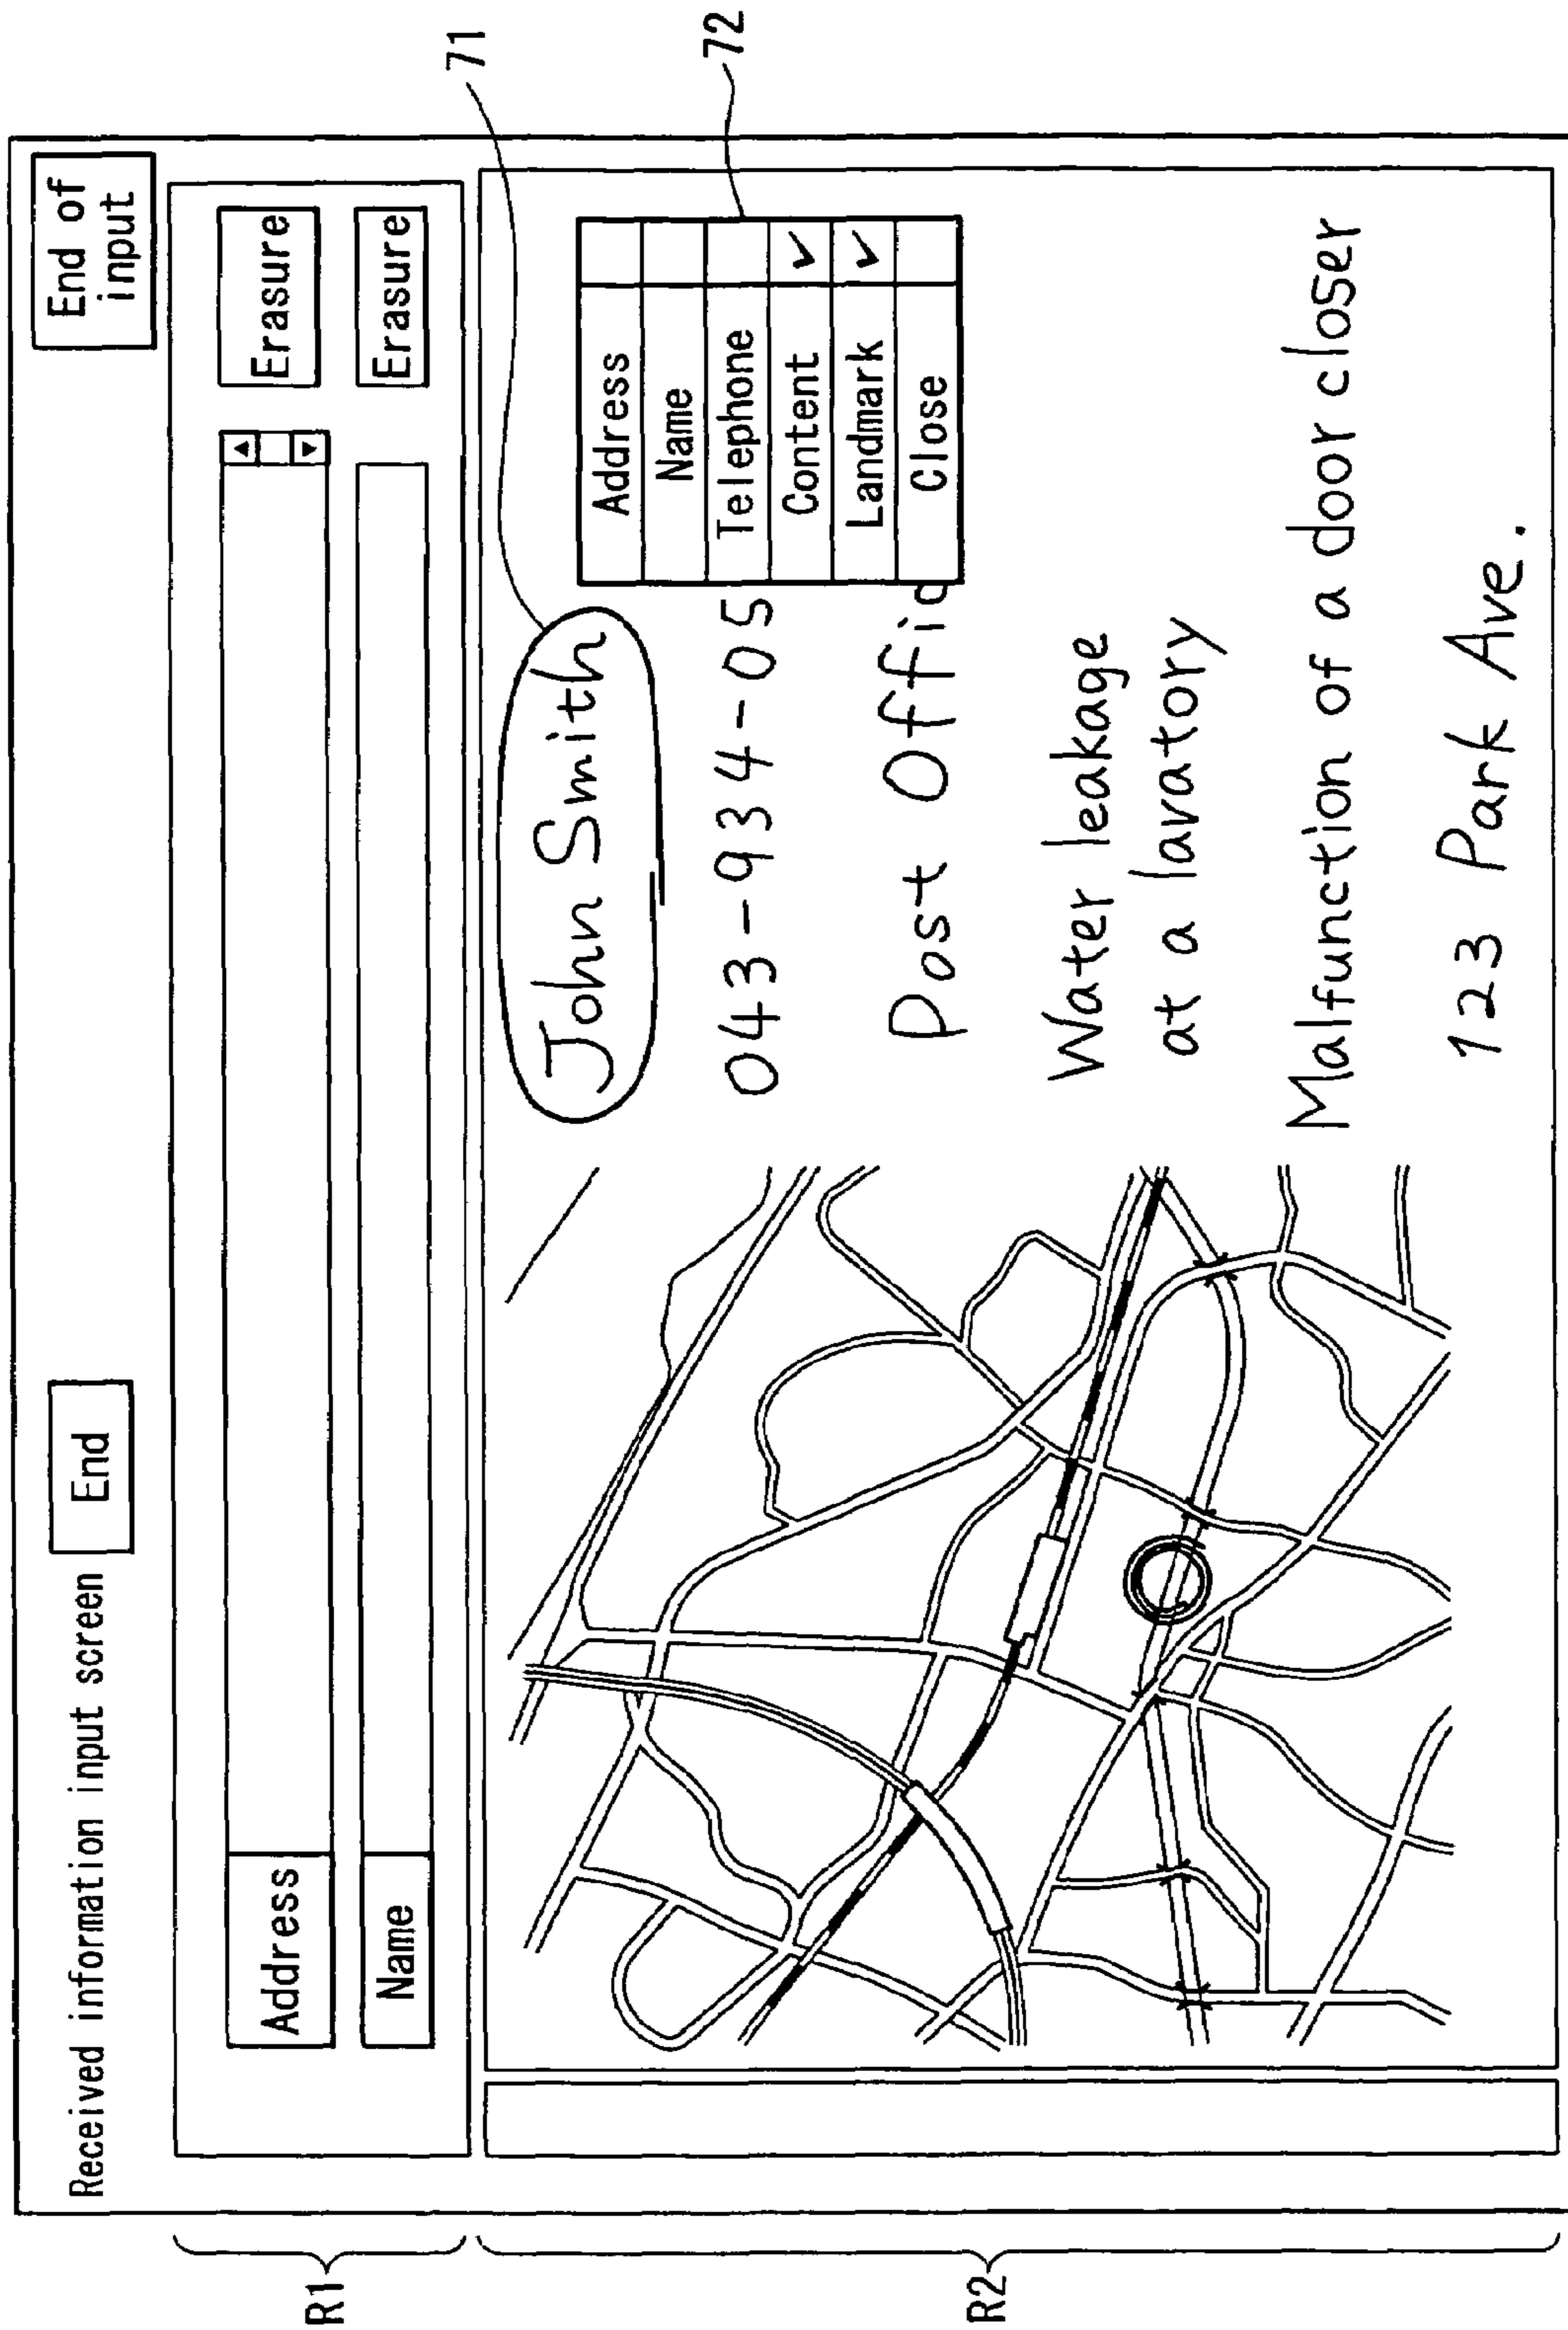 Received information input screen
End
End of
input
Address
Erasure
Name
Erasure
R1
71
John Smith
72
Address
Name
Telephone
Content ✓
Landmark ✓
Close
043-934-05
Post Offic
Water leakage
at a lavatory
Malfunction of a door closer
123 Park Ave.
R2